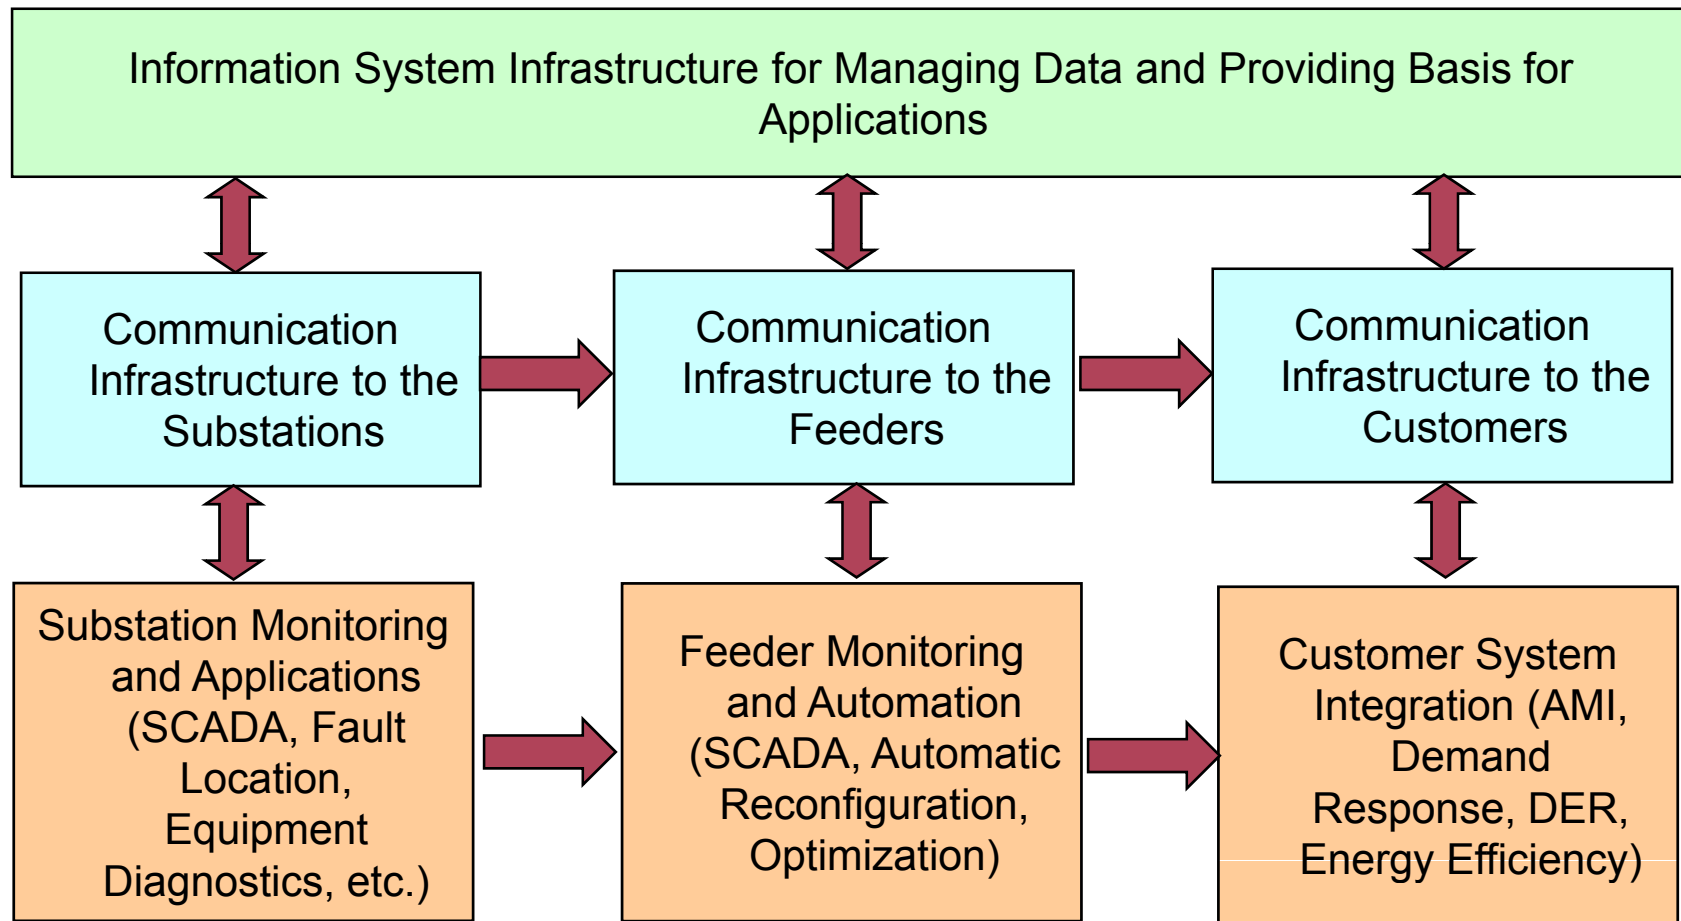 Information System Infrastructure for Managing Data and Providing Basis for
Applications
Communication
Infrastructure to the
Substations
Communication
Infrastructure to the
Feeders
Communication
Infrastructure to the
Customers
Substation Monitoring
and Applications
(SCADA, Fault
Location,
Equipment
Diagnostics, etc.)
Feeder Monitoring
and Automation
(SCADA, Automatic
Reconfiguration,
Optimization)
Customer System
Integration (AMI,
Demand
Response, DER,
Energy Efficiency)